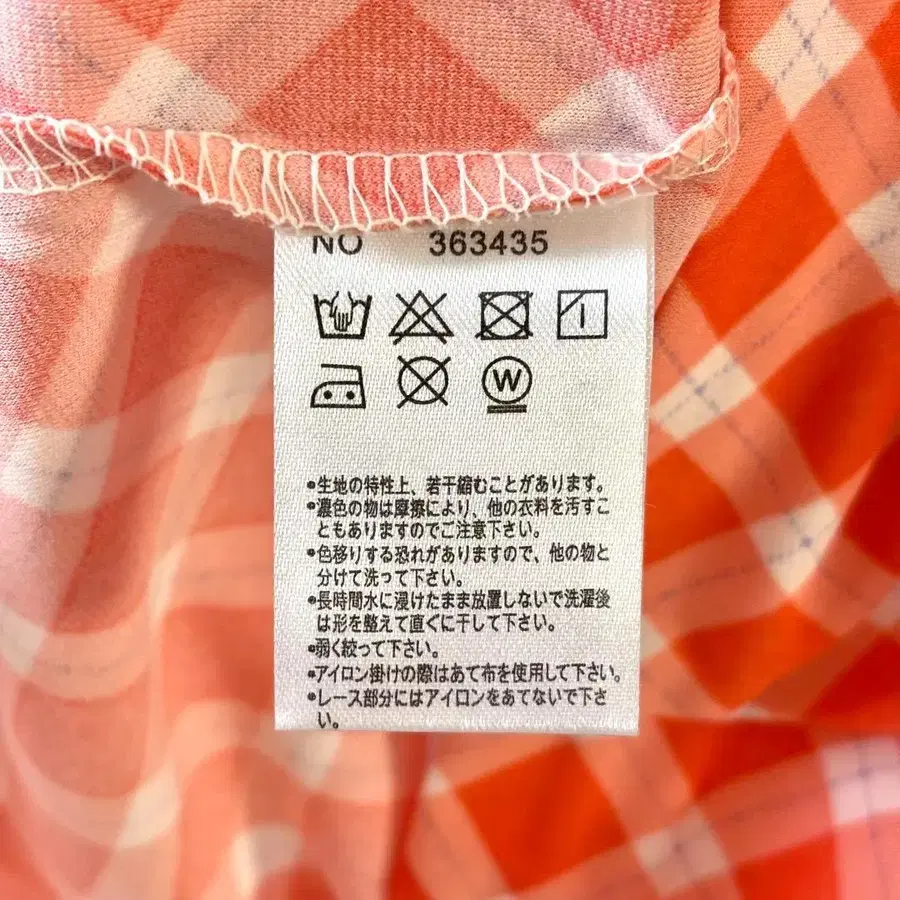 NO 363435
W
•生地の特性上、若干縮むことがあります。
•濃色の物は摩擦により、他の衣料を汚すこ
ともありますのでご注意下さい。
•色移りする恐れがありますので、他の物と
分けて洗って下さい。
•長時間水に浸けたまま放置しないで洗濯後
は形を整えて直ぐに干して下さい。
•弱く絞って下さい。
•アイロン掛けの際はあて布を使用して下さい。
•レース部分にはアイロンをあてないで下さ
い。